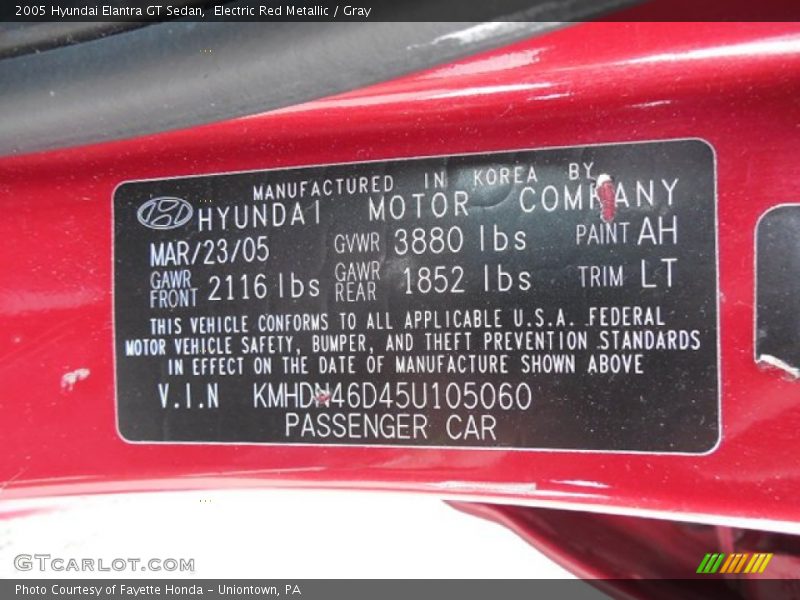 2005 Hyundai Elantra GT Sedan,  Electric Red Metallic / Gray
MANUFACTURED IN KOREA BY
HYUNDAI MOTOR COMPANY
MAR/23/05 GVWR 3880 lbs PAINT AH
GAWR FRONT 2116 lbs GAWR REAR 1852 lbs TRIM LT
THIS VEHICLE CONFORMS TO ALL APPLICABLE U.S.A. FEDERAL
MOTOR VEHICLE SAFETY, BUMPER, AND THEFT PREVENTION STANDARDS
IN EFFECT ON THE DATE OF MANUFACTURE SHOWN ABOVE
V.I.N KMHDN46D45U105060
PASSENGER CAR
GTCARLOT.COM
Photo Courtesy of Fayette Honda - Uniontown, PA